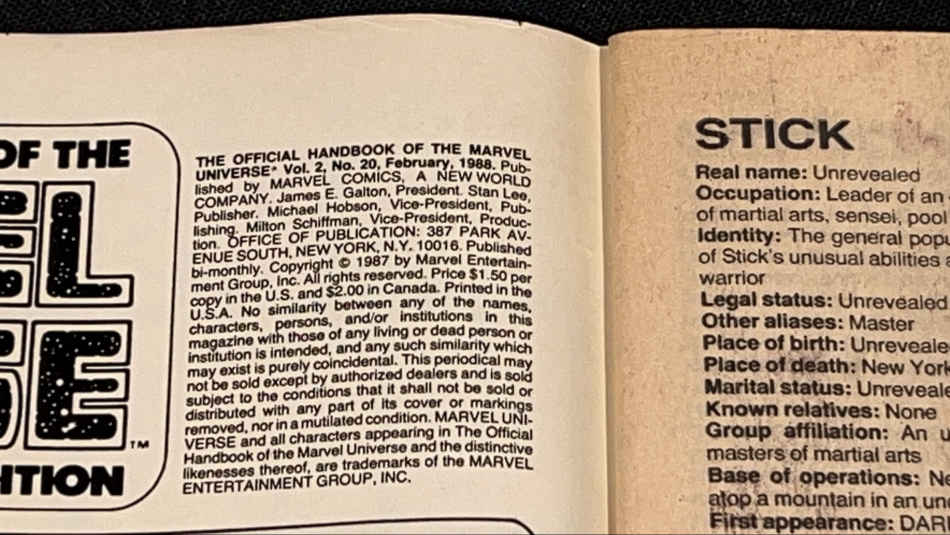 OF THE
EL
SE
ITION
TM
THE OFFICIAL HANDBOOK OF THE MARVEL
UNIVERSE® Vol. 2, No. 20, February, 1988. Pub-
lished by MARVEL COMICS, A NEW WORLD
COMPANY. James E. Galton, President. Stan Lee,
Publisher. Michael Hobson, Vice-President, Pub-
lishing. Milton Schiffman, Vice-President, Produc-
tion. OFFICE OF PUBLICATION: 387 PARK AV-
ENUE SOUTH, NEW YORK, N.Y. 10016. Published
bi-monthly. Copyright © 1987 by Marvel Entertain-
ment Group, Inc. All rights reserved. Price $1.50 per
copy in the U.S. and $2.00 in Canada. Printed in the
U.S.A. No similarity between any of the names,
characters, persons, and/or institutions in this
magazine with those of any living or dead person or
institution is intended, and any such similarity which
may exist is purely coincidental. This periodical may
not be sold except by authorized dealers and is sold
subject to the conditions that it shall not be sold or
distributed with any part of its cover or markings
removed, nor in a mutilated condition. MARVEL UNI-
VERSE and all characters appearing in The Official
Handbook of the Marvel Universe and the distinctive
likenesses thereof, are trademarks of the MARVEL
ENTERTAINMENT GROUP, INC.
STICK
Real name: Unrevealed
Occupation: Leader of an
of martial arts, sensei, pool
Identity: The general popu
of Stick's unusual abilities a
warrior
Legal status: Unrevealed
Other aliases: Master
Place of birth: Unreveale
Place of death: New York
Marital status: Unreveale
Known relatives: None
Group affiliation: An u
masters of martial arts
Base of operations: Ne
atop a mountain in an un
First appearance: DAR